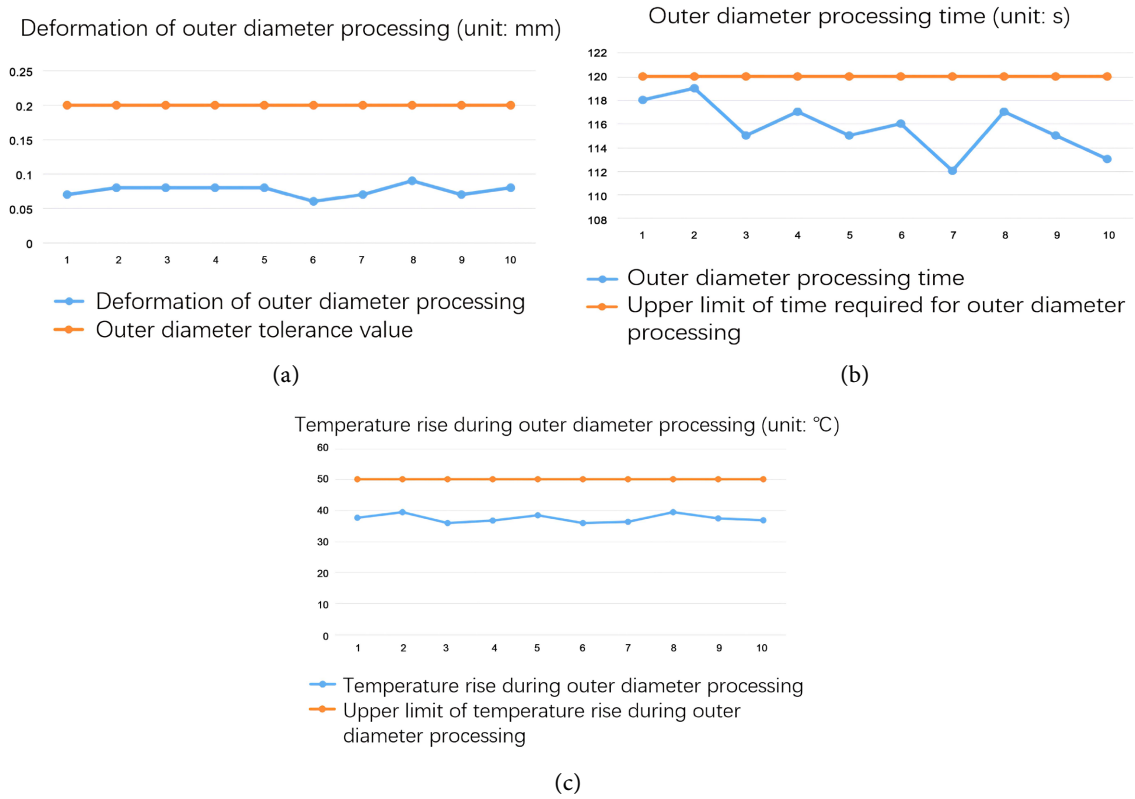 Deformation of outer diameter processing (unit: mm)
0.25
0.2
0.15
0.1
0.05
0
1 2 3 4 5 6 7 8 9 10
Deformation of outer diameter processing
Outer diameter tolerance value
(a)
Outer diameter processing time (unit: s)
122
120
118
116
114
112
110
108
1 2 3 4 5 6 7 8 9 10
Outer diameter processing time
Upper limit of time required for outer diameter
processing
(b)
Temperature rise during outer diameter processing (unit: ℃)
60
50
40
30
20
10
0
1 2 3 4 5 6 7 8 9 10
Temperature rise during outer diameter processing
Upper limit of temperature rise during outer
diameter processing
(c)